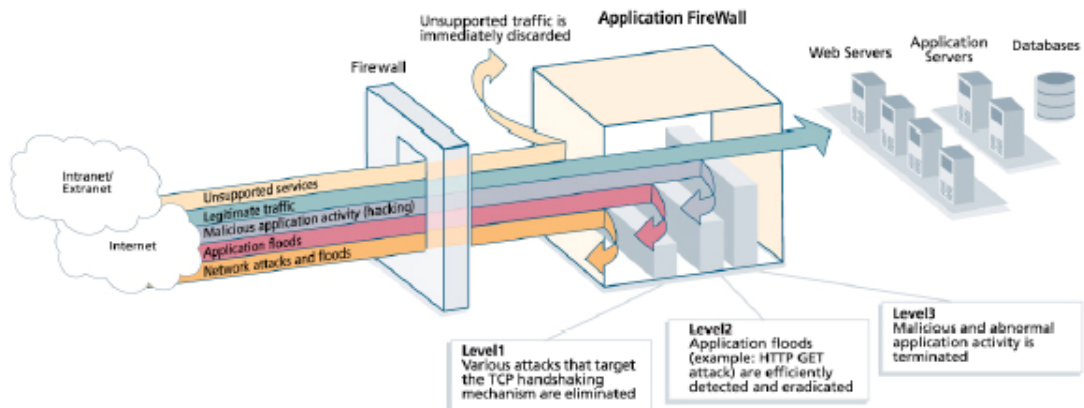 Unsupported traffic is
immediately discarded
Application FireWall
Firewall
Web Servers
Application
Servers
Databases
Intranet/
Extranet
Internet
Unsupported services
Legitimate traffic
Malicious application activity (hacking)
Application floods
Network attacks and floods
Level1
Various attacks that target
the TCP handshaking
mechanism are eliminated
Level2
Application floods
(example: HTTP GET
attack) are efficiently
detected and eradicated
Level3
Malicious and abnormal
application activity is
terminated